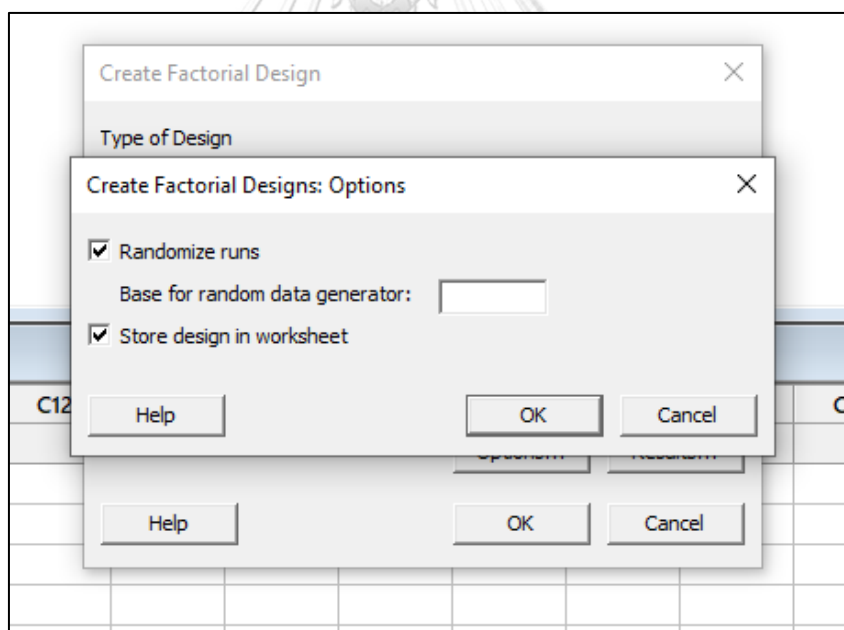 Create Factorial Design
Type of Design
Create Factorial Designs: Options
Randomize runs
Base for random data generator:
Store design in worksheet
C12
C
Help OK Cancel
Help OK Cancel